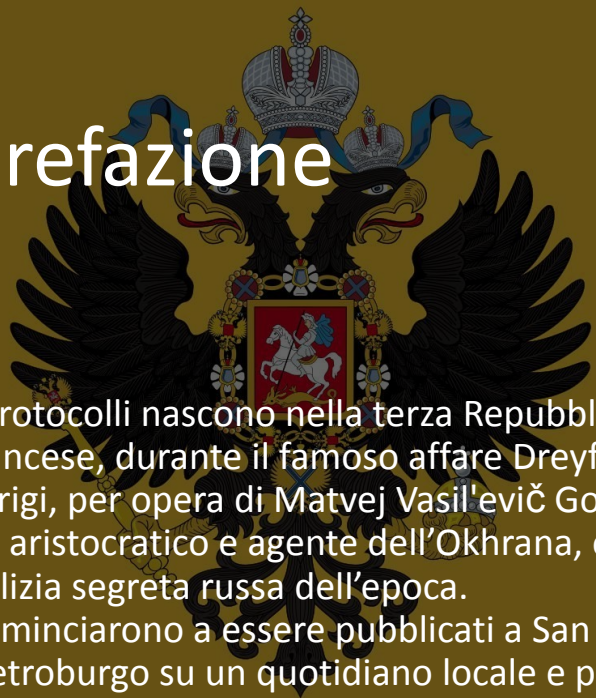 refazione
rotocolli nascono nella terza Repubbl
ncese, durante il famoso affare Dreyf
rigi, per opera di Matvej Vasil'evič Go
aristocratico e agente dell'Okhrana,
lizia segreta russa dell'epoca.
minciarono a essere pubblicati a San
etroburgo su un quotidiano locale e p